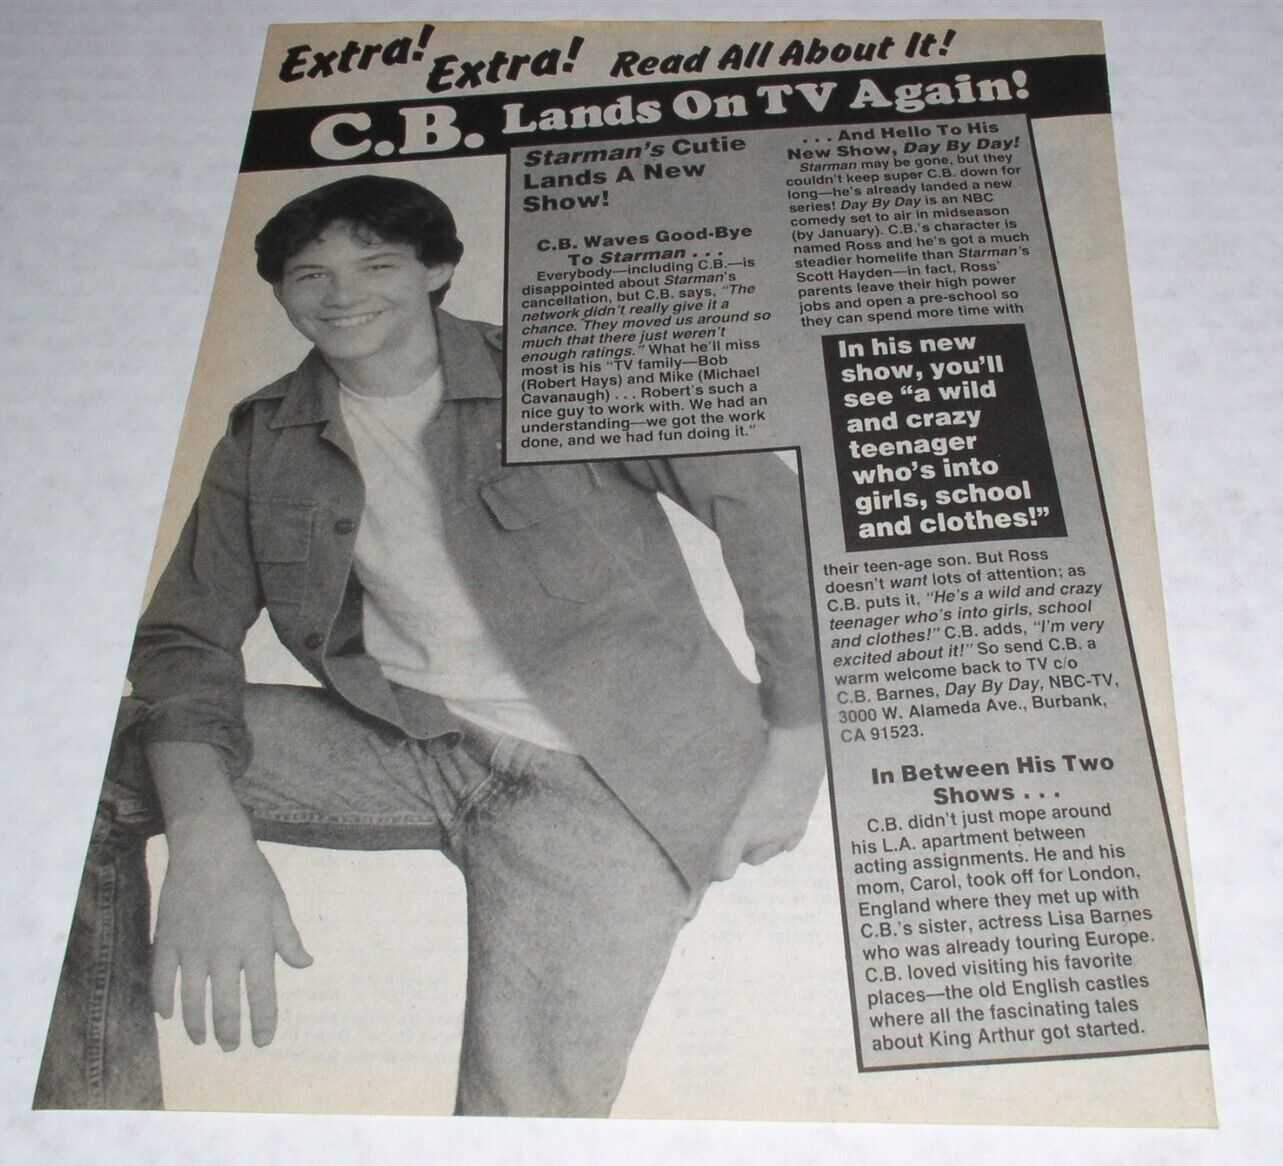 Extra! Extra! Read All About It!
C.B. Lands On TV Again!
Starman's Cutie
Lands A New
Show!
C.B. Waves Good-Bye
To Starman . . .
Everybody—including C.B.—is
disappointed about Starman's
cancellation, but C.B. says, "The
network didn't really give it a
chance. They moved us around so
much that there just weren't
enough ratings." What he'll miss
most is his "TV family—Bob
(Robert Hays) and Mike (Michael
Cavanaugh) . . . Robert's such a
nice guy to work with. We had an
understanding—we got the work
done, and we had fun doing it."
. . . And Hello To His
New Show, Day By Day!
Starman may be gone, but they
couldn't keep super C.B. down for
long—he's already landed a new
series! Day By Day is an NBC
comedy set to air in midseason
(by January). C.B.'s character is
named Ross and he's got a much
steadier homelife than Starman's
Scott Hayden—in fact, Ross'
parents leave their high power
jobs and open a pre-school so
they can spend more time with
In his new
show, you'll
see "a wild
and crazy
teenager
who's into
girls, school
and clothes!"
their teen-age son. But Ross
doesn't want lots of attention; as
C.B. puts it, "He's a wild and crazy
teenager who's into girls, school
and clothes!" C.B. adds, "I'm very
excited about it!" So send C.B. a
warm welcome back to TV c/o
C.B. Barnes, Day By Day, NBC-TV,
3000 W. Alameda Ave., Burbank,
CA 91523.
In Between His Two
Shows . . .
C.B. didn't just mope around
his L.A. apartment between
acting assignments. He and his
mom, Carol, took off for London,
England where they met up with
C.B.'s sister, actress Lisa Barnes
who was already touring Europe.
C.B. loved visiting his favorite
places—the old English castles
where all the fascinating tales
about King Arthur got started.